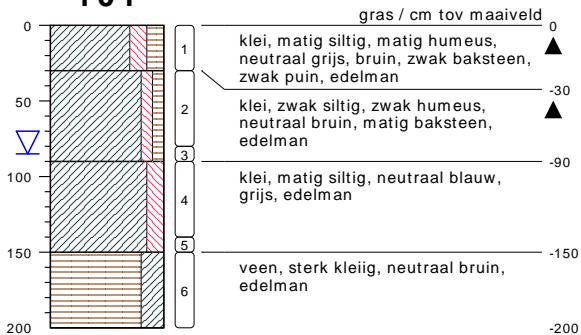 gras / cm tov maaiveld
0
0
1
klei, matig siltig, matig humeus,
neutraal grijs, bruin, zwak baksteen,
zwak puin, edelman
-30
50
2
klei, zwak siltig, zwak humeus,
neutraal bruin, matig baksteen,
edelman
3
-90
100
4
klei, matig siltig, neutraal blauw,
grijs, edelman
5
150
-150
6
veen, sterk kleiig, neutraal bruin,
edelman
200
-200